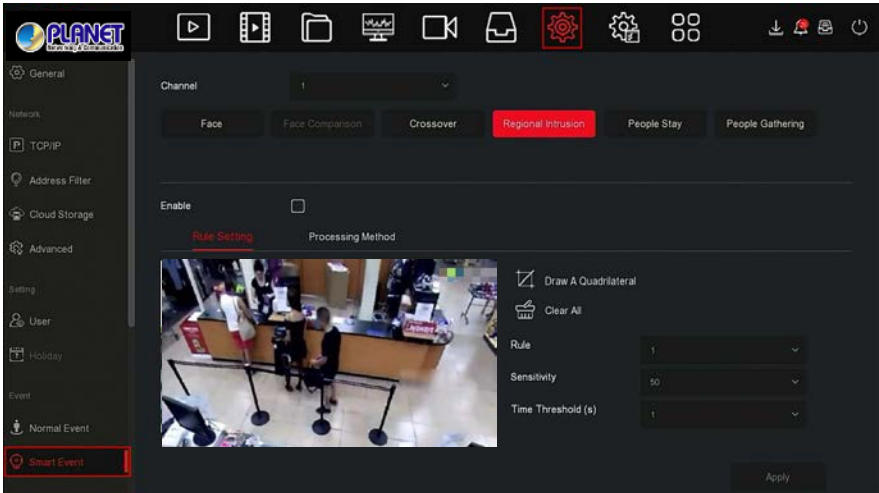 PLANET
Networking & Communication
General
Channel
1
Network
Face
Face Comparison
Crossover
Regional Intrusion
People Stay
People Gathering
P TCP/IP
Address Filter
Enable
Cloud Storage
Rule Setting
Processing Method
Advanced
Draw A Quadrilateral
Setting
Clear All
User
Rule
1
Holiday
Sensitivity
50
Event
Time Threshold (s)
1
Normal Event
Smart Event
Apply